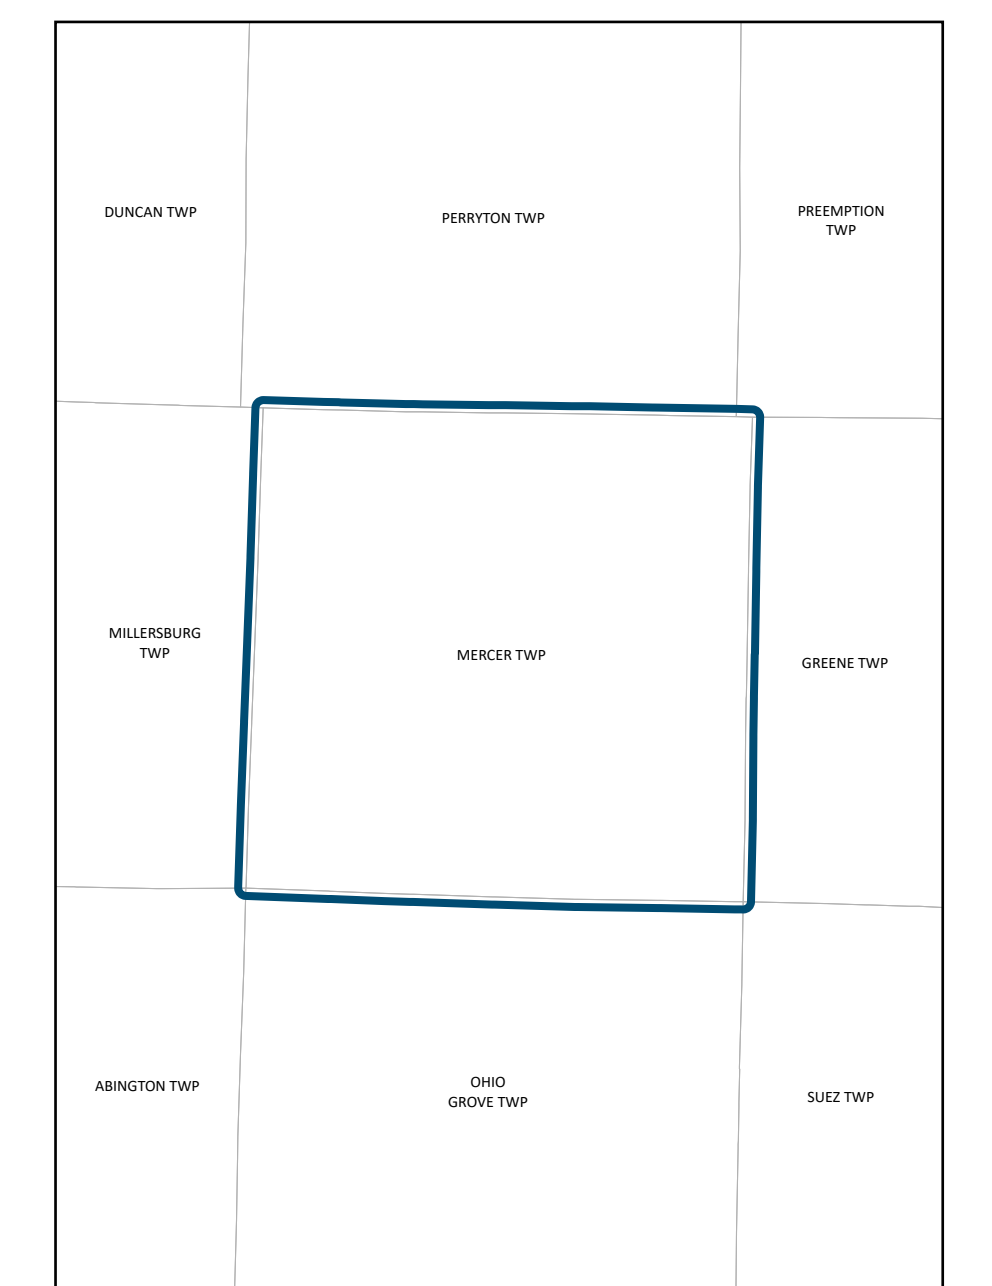 DUNCAN TWP
PERRYTON TWP
PREEMPTION
TWP
MILLERSBURG
TWP
MERCER TWP
GREENE TWP
ABINGTON TWP
OHIO
GROVE TWP
SUEZ TWP